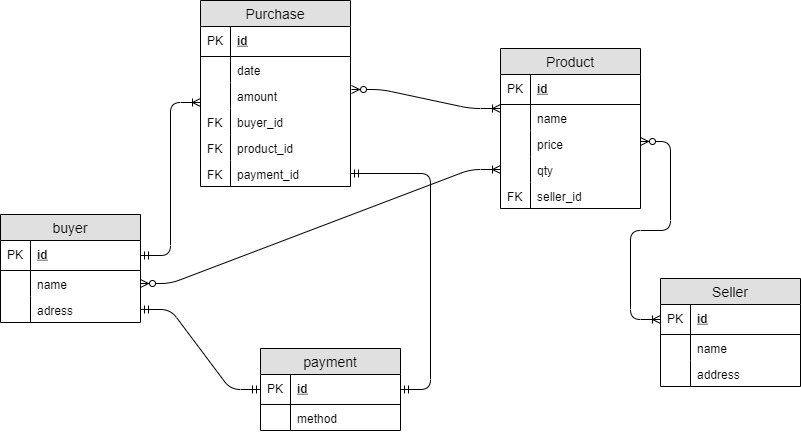 Purchase
PK id
date
amount
FK buyer_id
FK product_id
FK payment_id
Product
PK id
name
price
qty
FK seller_id
buyer
PK id
name
adress
Seller
PK id
name
address
payment
PK id
method